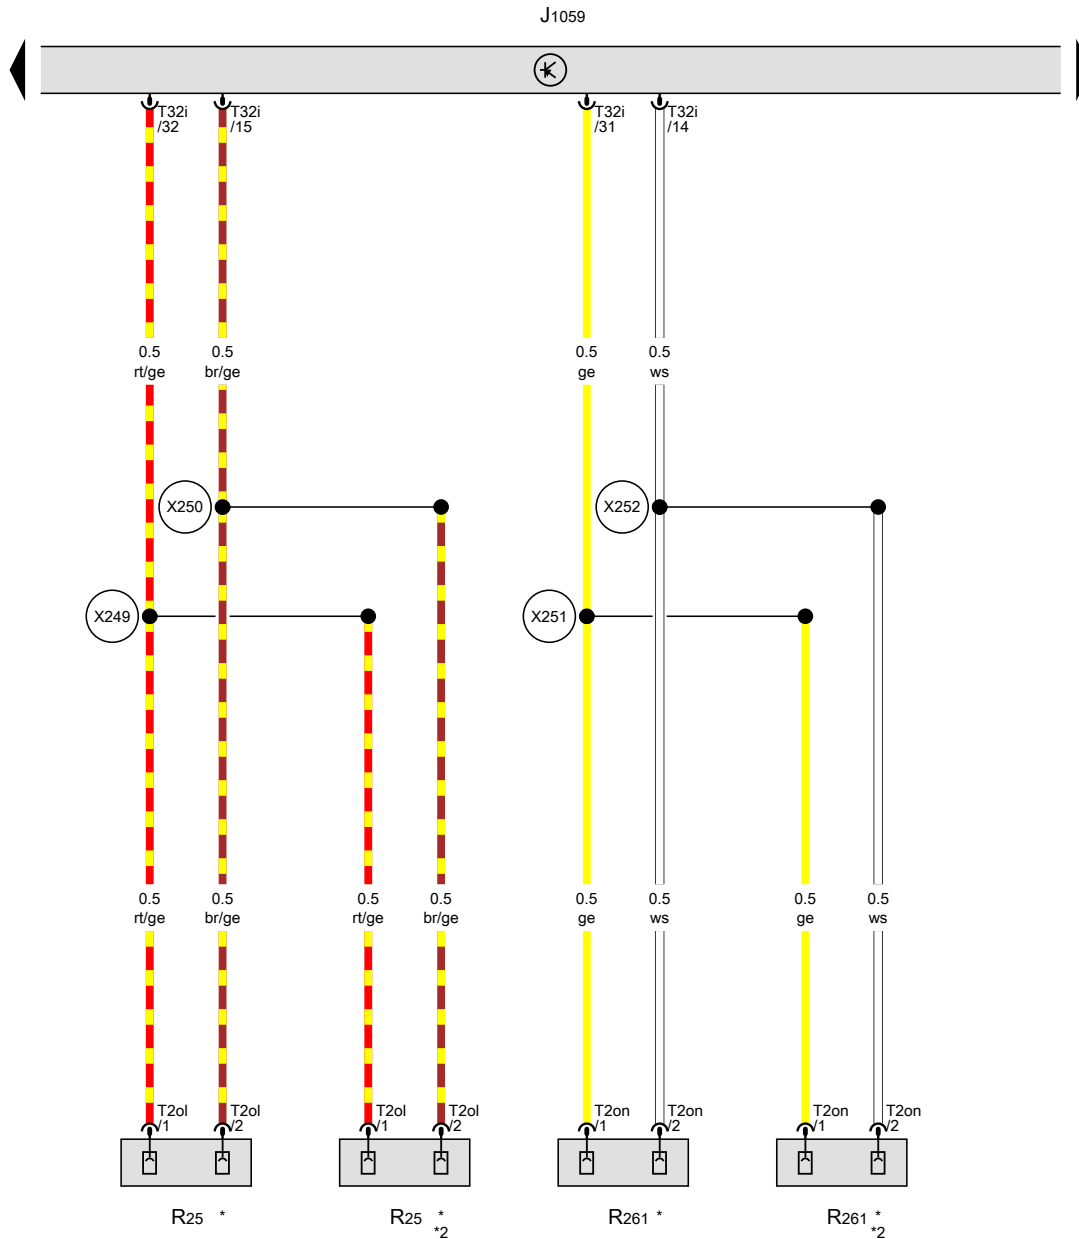 J1059
T32i
/32
T32i
/15
T32i
/31
T32i
/14
0.5
rt/ge
0.5
br/ge
0.5
ge
0.5
ws
X250
X252
X249
X251
0.5
rt/ge
0.5
br/ge
0.5
rt/ge
0.5
br/ge
0.5
ge
0.5
ws
0.5
ge
0.5
ws
T2ol
/1
T2ol
/2
T2ol
/1
T2ol
/2
T2on
/1
T2on
/2
T2on
/1
T2on
/2
R25 *
R25 *
*2
R261 *
R261 *
*2